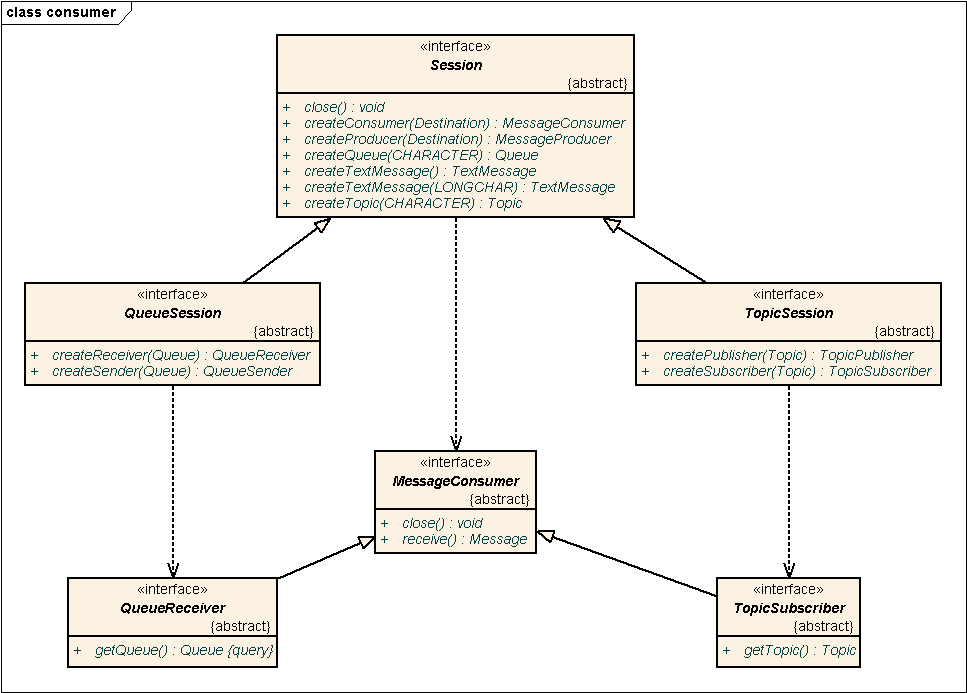 class consumer
«interface»
Session
{abstract}
+ close() : void
+ createConsumer(Destination) : MessageConsumer
+ createProducer(Destination) : MessageProducer
+ createQueue(CHARACTER) : Queue
+ createTextMessage() : TextMessage
+ createTextMessage(LONGCHAR) : TextMessage
+ createTopic(CHARACTER) : Topic
«interface»
QueueSession
{abstract}
+ createReceiver(Queue) : QueueReceiver
+ createSender(Queue) : QueueSender
«interface»
TopicSession
{abstract}
+ createPublisher(Topic) : TopicPublisher
+ createSubscriber(Topic) : TopicSubscriber
«interface»
MessageConsumer
{abstract}
+ close() : void
+ receive() : Message
«interface»
QueueReceiver
{abstract}
+ getQueue() : Queue {query}
«interface»
TopicSubscriber
{abstract}
+ getTopic() : Topic